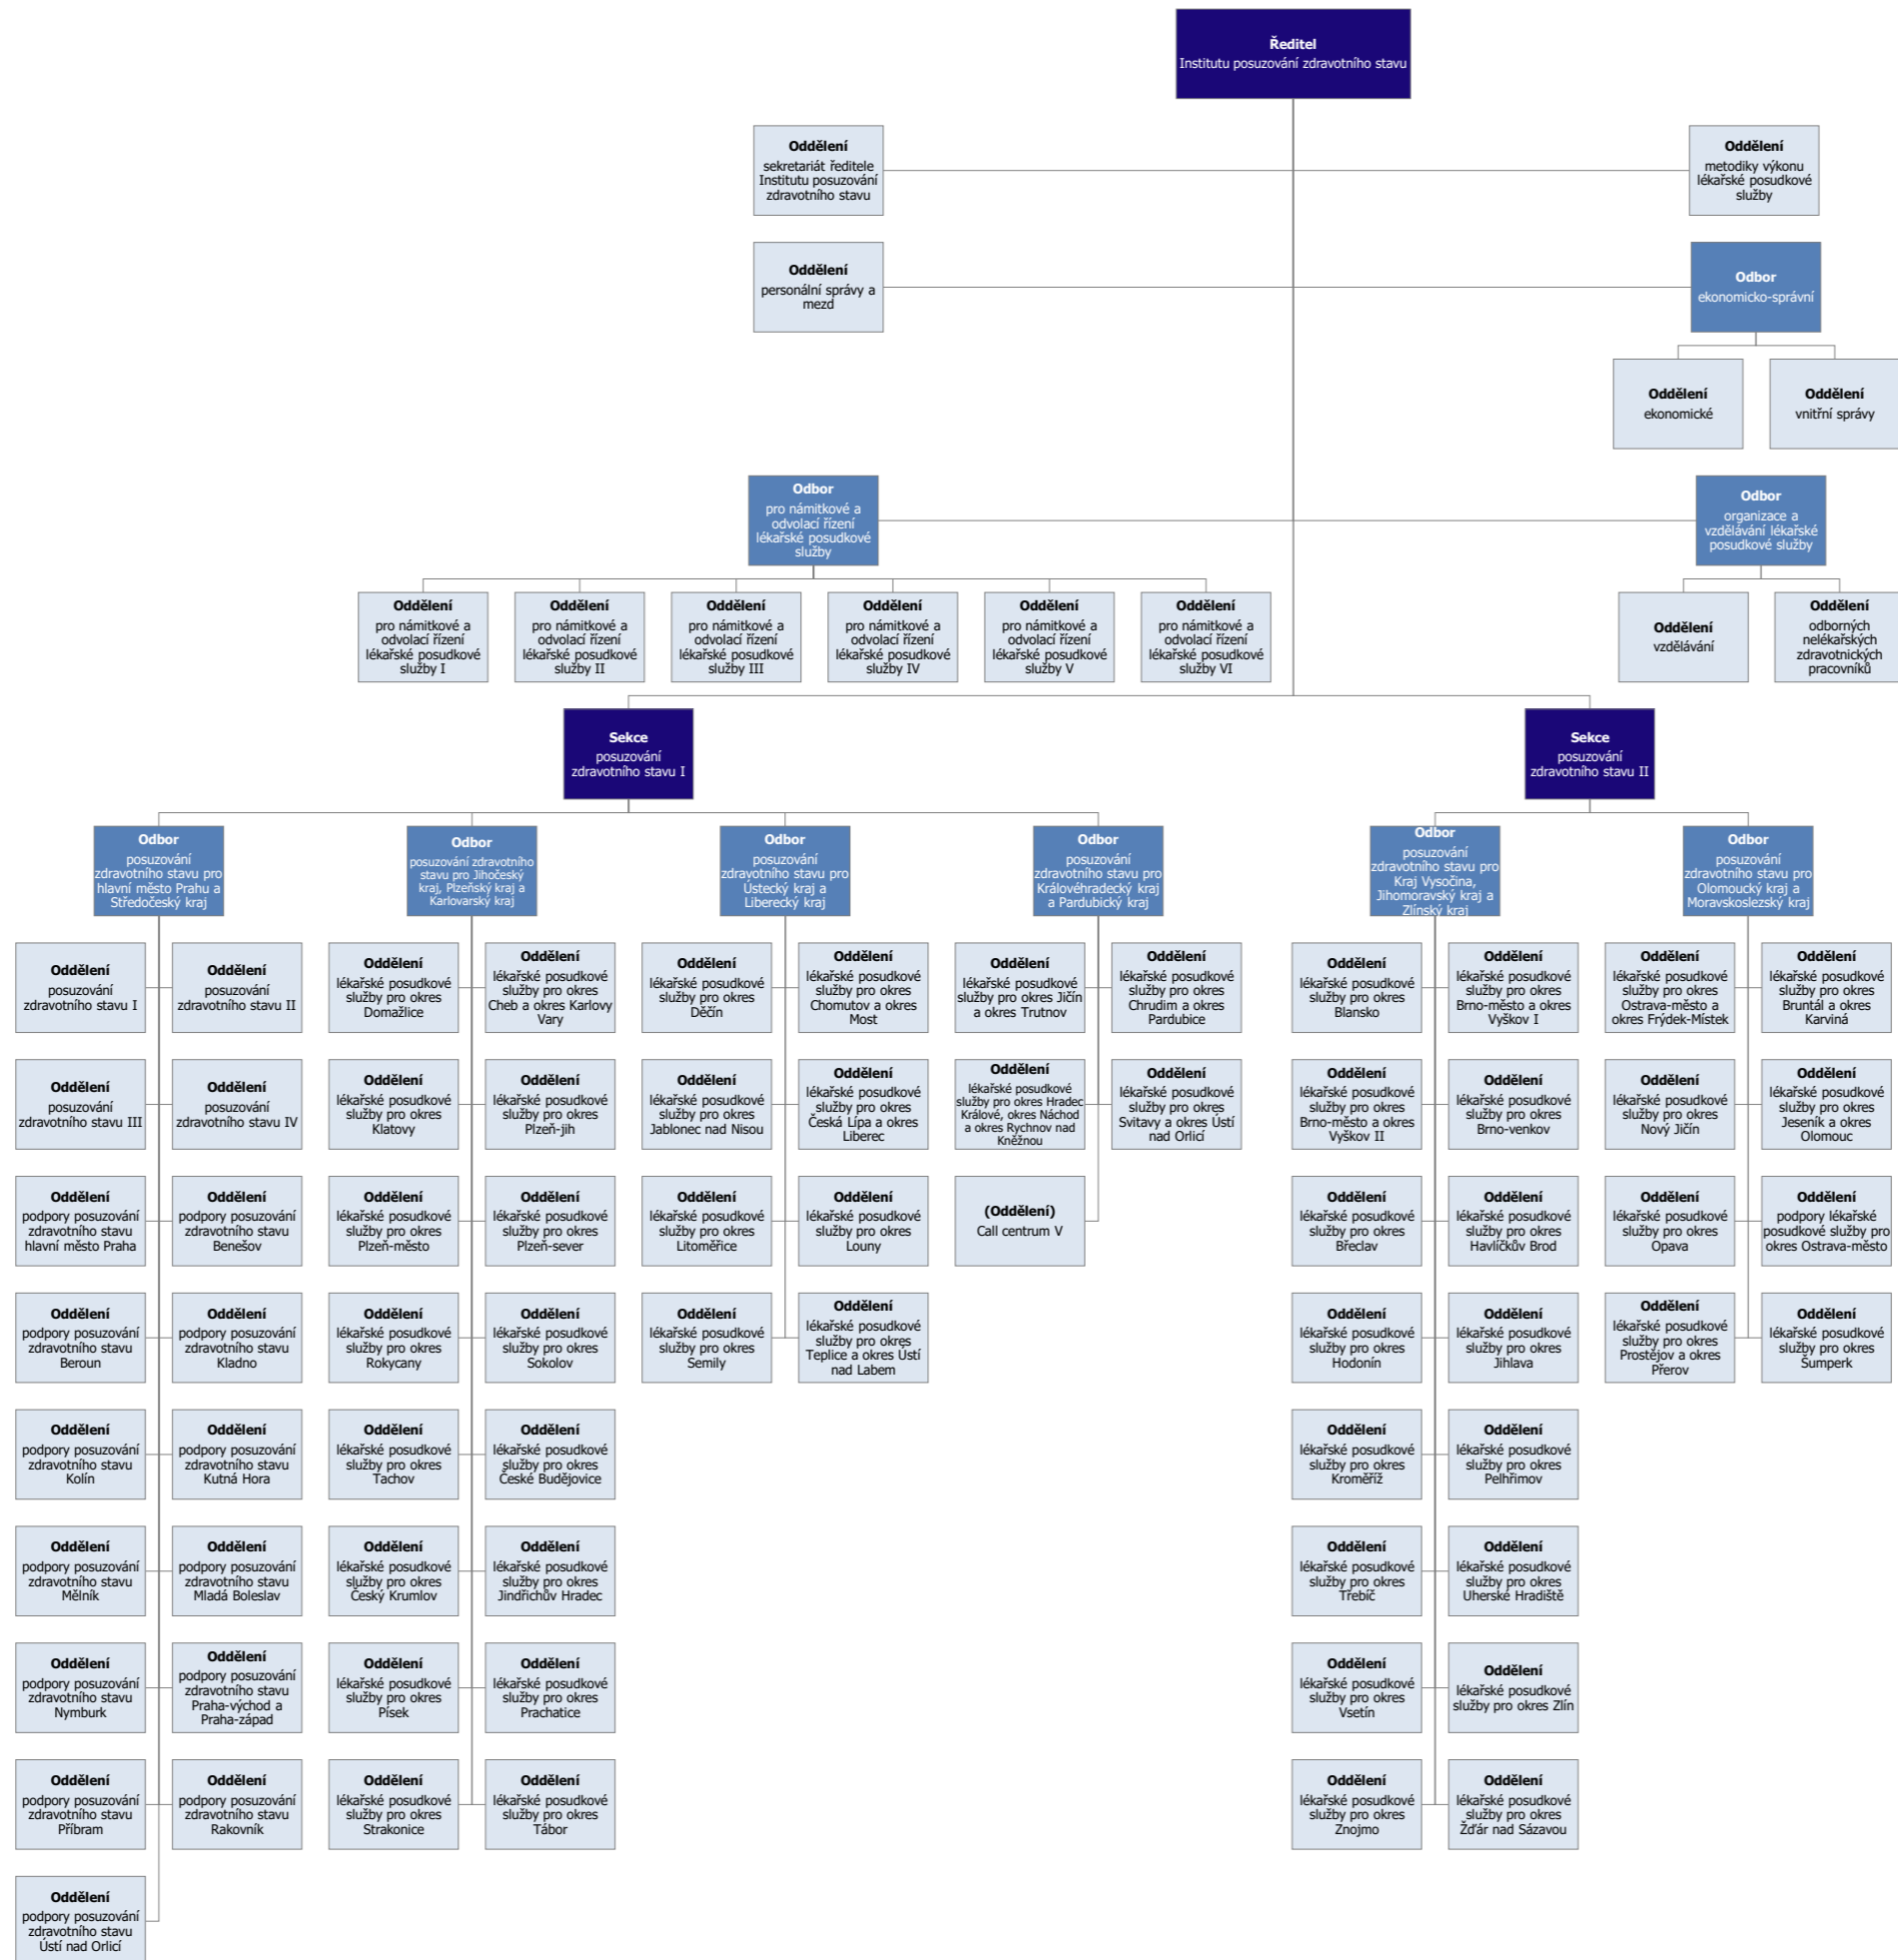 Ředitel
Institutu posuzování zdravotního stavu
Oddělení
sekretariát ředitele
Institutu posuzování
zdravotního stavu
Oddělení
metodiky výkonu
lékařské posudkové
služby
Oddělení
personální správy a
mezd
Odbor
ekonomicko-správní
Oddělení
ekonomické
Oddělení
vnitřní správy
Odbor
pro námitkové a
odvolací řízení
lékařské posudkové
služby
Odbor
organizace a
vzdělávání lékařské
posudkové služby
Oddělení
pro námitkové a
odvolací řízení
lékařské posudkové
služby I
Oddělení
pro námitkové a
odvolací řízení
lékařské posudkové
služby II
Oddělení
pro námitkové a
odvolací řízení
lékařské posudkové
služby III
Oddělení
pro námitkové a
odvolací řízení
lékařské posudkové
služby IV
Oddělení
pro námitkové a
odvolací řízení
lékařské posudkové
služby V
Oddělení
pro námitkové a
odvolací řízení
lékařské posudkové
služby VI
Oddělení
vzdělávání
Oddělení
odborných
nelékařských
zdravotnických
pracovníků
Sekce
posuzování
zdravotního stavu I
Sekce
posuzování
zdravotního stavu II
Odbor
posuzování
zdravotního stavu pro
hlavní město Prahu a
Středočeský kraj
Odbor
posuzování zdravotního
stavu pro Jihočeský
kraj, Plzeňský kraj a
Karlovarský kraj
Odbor
posuzování
zdravotního stavu pro
Ústecký kraj a
Liberecký kraj
Odbor
posuzování
zdravotního stavu pro
Královéhradecký kraj
a Pardubický kraj
Odbor
posuzování
zdravotního stavu pro
Kraj Vysočina,
Jihomoravský kraj a
Zlínský kraj
Odbor
posuzování
zdravotního stavu pro
Olomoucký kraj a
Moravskoslezský kraj
Oddělení
posuzování
zdravotního stavu I
Oddělení
posuzování
zdravotního stavu II
Oddělení
lékařské posudkové
služby pro okres
Domažlice
Oddělení
lékařské posudkové
služby pro okres
Cheb a okres Karlovy
Vary
Oddělení
lékařské posudkové
služby pro okres
Děčín
Oddělení
lékařské posudkové
služby pro okres
Chomutov a okres
Most
Oddělení
lékařské posudkové
služby pro okres Jičín
a okres Trutnov
Oddělení
lékařské posudkové
služby pro okres
Chrudim a okres
Pardubice
Oddělení
lékařské posudkové
služby pro okres
Blansko
Oddělení
lékařské posudkové
služby pro okres
Brno-město a okres
Vyškov I
Oddělení
lékařské posudkové
služby pro okres
Ostrava-město a
okres Frýdek-Místek
Oddělení
lékařské posudkové
služby pro okres
Bruntál a okres
Karviná
Oddělení
posuzování
zdravotního stavu III
Oddělení
posuzování
zdravotního stavu IV
Oddělení
lékařské posudkové
služby pro okres
Klatovy
Oddělení
lékařské posudkové
služby pro okres
Plzeň-jih
Oddělení
lékařské posudkové
služby pro okres
Jablonec nad Nisou
Oddělení
lékařské posudkové
služby pro okres
Česká Lípa a okres
Liberec
Oddělení
lékařské posudkové
služby pro okres Hradec
Králové, okres Náchod
a okres Rychnov nad
Kněžnou
Oddělení
lékařské posudkové
služby pro okres
Svitavy a okres Ústí
nad Orlicí
Oddělení
lékařské posudkové
služby pro okres
Brno-město a okres
Vyškov II
Oddělení
lékařské posudkové
služby pro okres
Brno-venkov
Oddělení
lékařské posudkové
služby pro okres
Nový Jičín
Oddělení
lékařské posudkové
služby pro okres
Jeseník a okres
Olomouc
Oddělení
podpory posuzování
zdravotního stavu
hlavní město Praha
Oddělení
podpory posuzování
zdravotního stavu
Benešov
Oddělení
lékařské posudkové
služby pro okres
Plzeň-město
Oddělení
lékařské posudkové
služby pro okres
Plzeň-sever
Oddělení
lékařské posudkové
služby pro okres
Litoměřice
Oddělení
lékařské posudkové
služby pro okres
Louny
(Oddělení)
Call centrum V
Oddělení
lékařské posudkové
služby pro okres
Břeclav
Oddělení
lékařské posudkové
služby pro okres
Havlíčkův Brod
Oddělení
lékařské posudkové
služby pro okres
Opava
Oddělení
podpory lékařské
posudkové služby pro
okres Ostrava-město
Oddělení
podpory posuzování
zdravotního stavu
Beroun
Oddělení
podpory posuzování
zdravotního stavu
Kladno
Oddělení
lékařské posudkové
služby pro okres
Rokycany
Oddělení
lékařské posudkové
služby pro okres
Sokolov
Oddělení
lékařské posudkové
služby pro okres
Semily
Oddělení
lékařské posudkové
služby pro okres
Teplice a okres Ústí
nad Labem
Oddělení
lékařské posudkové
služby pro okres
Hodonín
Oddělení
lékařské posudkové
služby pro okres
Jihlava
Oddělení
lékařské posudkové
služby pro okres
Prostějov a okres
Přerov
Oddělení
lékařské posudkové
služby pro okres
Šumperk
Oddělení
podpory posuzování
zdravotního stavu
Kolín
Oddělení
podpory posuzování
zdravotního stavu
Kutná Hora
Oddělení
lékařské posudkové
služby pro okres
Tachov
Oddělení
lékařské posudkové
služby pro okres
České Budějovice
Oddělení
lékařské posudkové
služby pro okres
Kroměříž
Oddělení
lékařské posudkové
služby pro okres
Pelhřimov
Oddělení
podpory posuzování
zdravotního stavu
Mělník
Oddělení
podpory posuzování
zdravotního stavu
Mladá Boleslav
Oddělení
lékařské posudkové
služby pro okres
Český Krumlov
Oddělení
lékařské posudkové
služby pro okres
Jindřichův Hradec
Oddělení
lékařské posudkové
služby pro okres
Třebíč
Oddělení
lékařské posudkové
služby pro okres
Uherské Hradiště
Oddělení
podpory posuzování
zdravotního stavu
Nymburk
Oddělení
podpory posuzování
zdravotního stavu
Praha-východ a
Praha-západ
Oddělení
lékařské posudkové
služby pro okres
Písek
Oddělení
lékařské posudkové
služby pro okres
Prachatice
Oddělení
lékařské posudkové
služby pro okres
Vsetín
Oddělení
lékařské posudkové
služby pro okres Zlín
Oddělení
podpory posuzování
zdravotního stavu
Příbram
Oddělení
podpory posuzování
zdravotního stavu
Rakovník
Oddělení
lékařské posudkové
služby pro okres
Strakonice
Oddělení
lékařské posudkové
služby pro okres
Tábor
Oddělení
lékařské posudkové
služby pro okres
Znojmo
Oddělení
lékařské posudkové
služby pro okres
Žďár nad Sázavou
Oddělení
podpory posuzování
zdravotního stavu
Ústí nad Orlicí